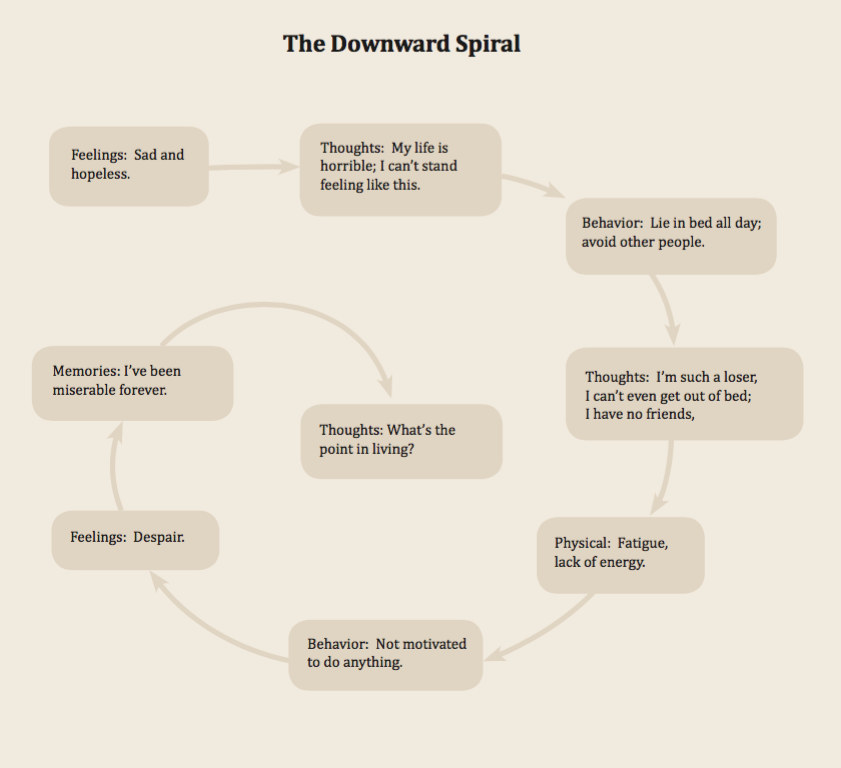 The Downward Spiral
Feelings: Sad and
hopeless.
Thoughts: My life is
horrible; I can't stand
feeling like this.
Behavior: Lie in bed all day;
avoid other people.
Thoughts: I'm such a loser,
I can't even get out of bed;
I have no friends,
Physical: Fatigue,
lack of energy.
Behavior: Not motivated
to do anything.
Feelings: Despair.
Memories: I've been
miserable forever.
Thoughts: What's the
point in living?